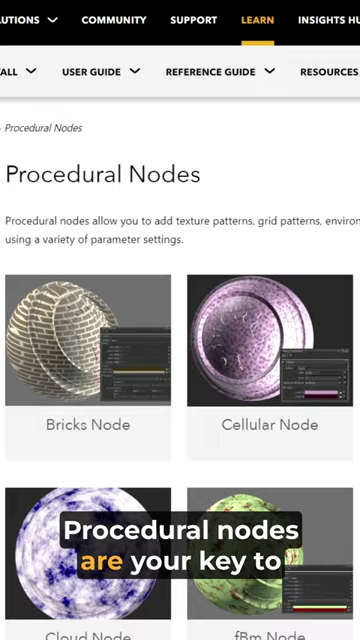 LUTIONS COMMUNITY SUPPORT LEARN INSIGHTS HU
ALL USER GUIDE REFERENCE GUIDE RESOURCES
Procedural Nodes
Procedural Nodes
Procedural nodes allow you to add texture patterns, grid patterns, environ
using a variety of parameter settings.
Bricks Node Cellular Node
Procedural nodes
are your key to
Cloud Node fBm Node